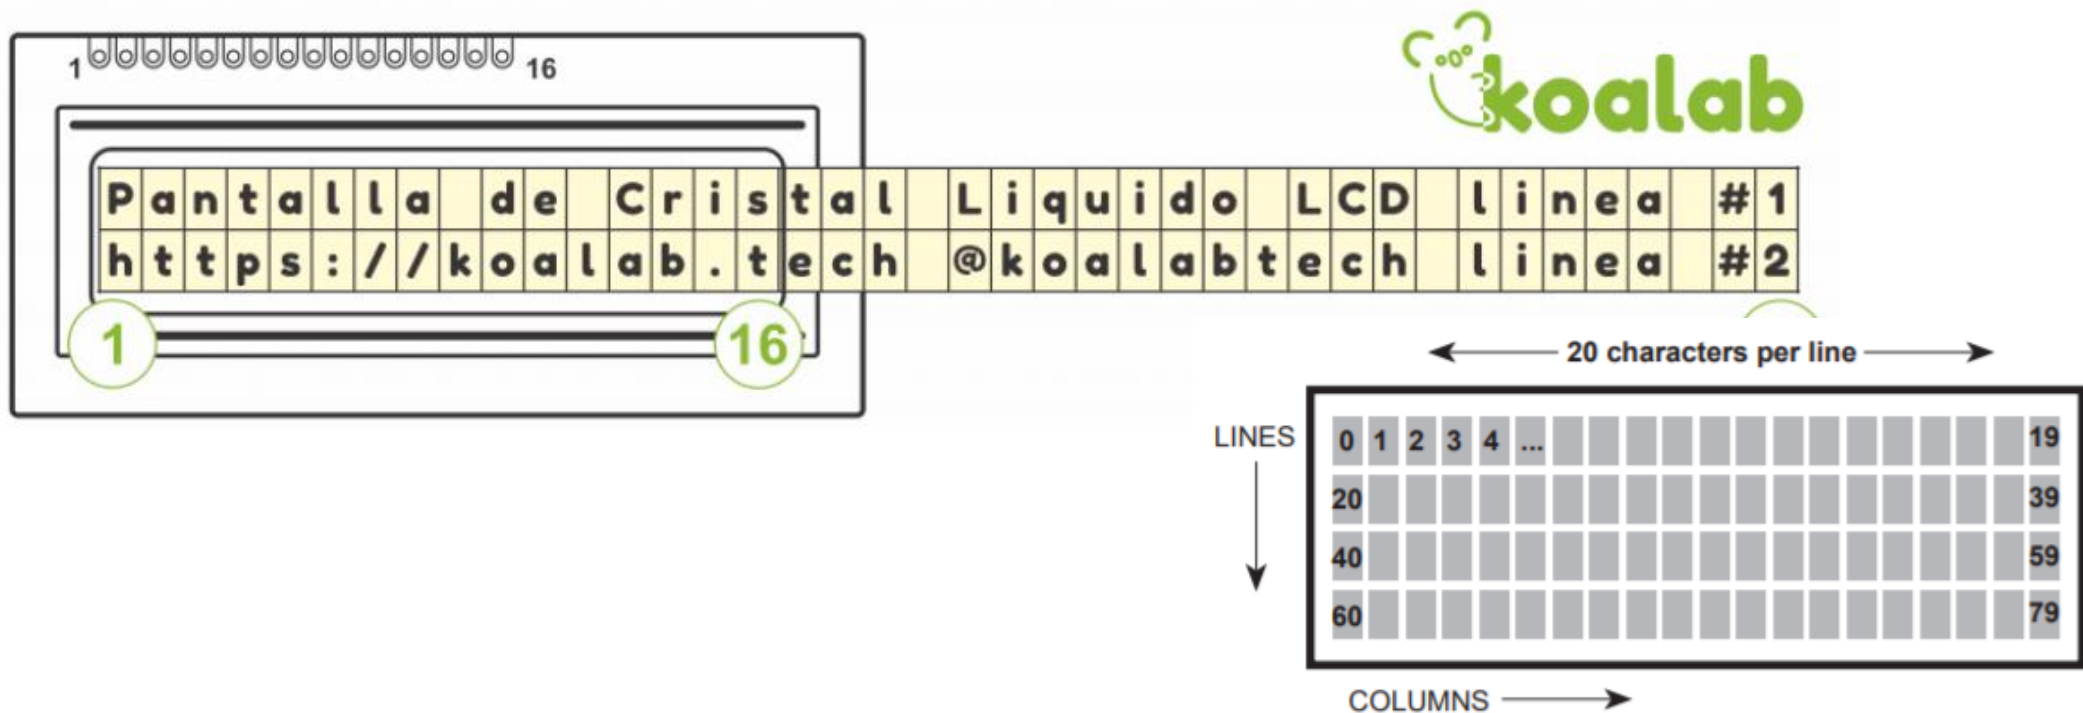 1 16
koalab
Pantalla de Cristal Liquido LCD linea #1
https://koalab.tech @koalabtech linea #2
1 16
20 characters per line
LINES
0 1 2 3 4 ... 19
20 39
40 59
60 79
COLUMNS